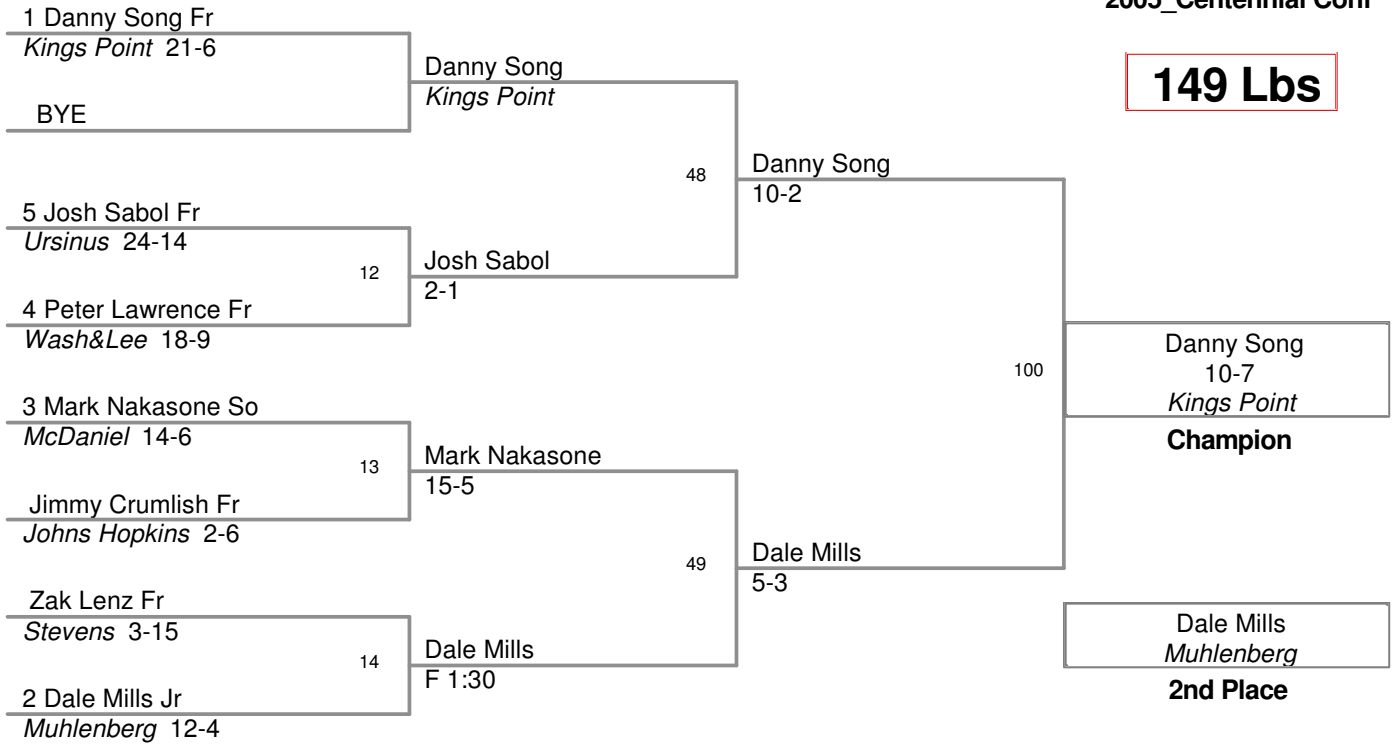 2005_Centennial Conf
149 Lbs
1 Danny Song Fr
Kings Point 21-6
BYE
5 Josh Sabol Fr
Ursinus 24-14
4 Peter Lawrence Fr
Wash&Lee 18-9
3 Mark Nakasone So
McDaniel 14-6
Jimmy Crumlish Fr
Johns Hopkins 2-6
Zak Lenz Fr
Stevens 3-15
2 Dale Mills Jr
Muhlenberg 12-4
Danny Song
Kings Point
12
Josh Sabol
2-1
13
Mark Nakasone
15-5
14
Dale Mills
F 1:30
48
Danny Song
10-2
49
Dale Mills
5-3
100
Danny Song
10-7
Kings Point
Champion
Dale Mills
Muhlenberg
2nd Place